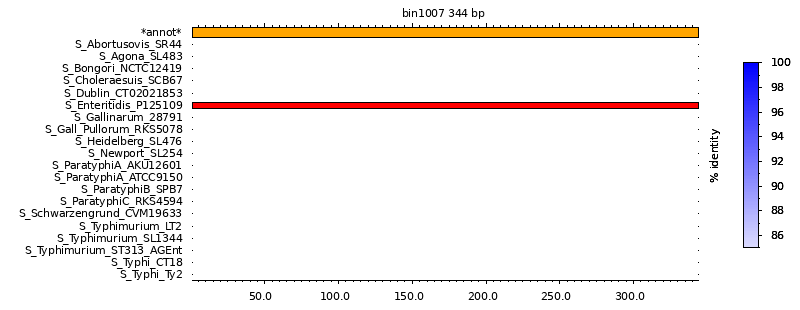 bin1007 344 bp
*annot*
S_Abortusovis_SR44
S_Agona_SL483
S_Bongori_NCTC12419
S_Choleraesuis_SCB67
S_Dublin_CT02021853
S_Enteritidis_P125109
S_Gallinarum_28791
S_Gall_Pullorum_RKS5078
S_Heidelberg_SL476
S_Newport_SL254
S_ParatyphiA_AKU12601
S_ParatyphiA_ATCC9150
S_ParatyphiB_SPB7
S_ParatyphiC_RKS4594
S_Schwarzengrund_CVM19633
S_Typhimurium_LT2
S_Typhimurium_SL1344
S_Typhimurium_ST313_AGEnt
S_Typhi_CT18
S_Typhi_Ty2
50.0 100.0 150.0 200.0 250.0 300.0
% identity
100
98
96
94
92
90
88
86